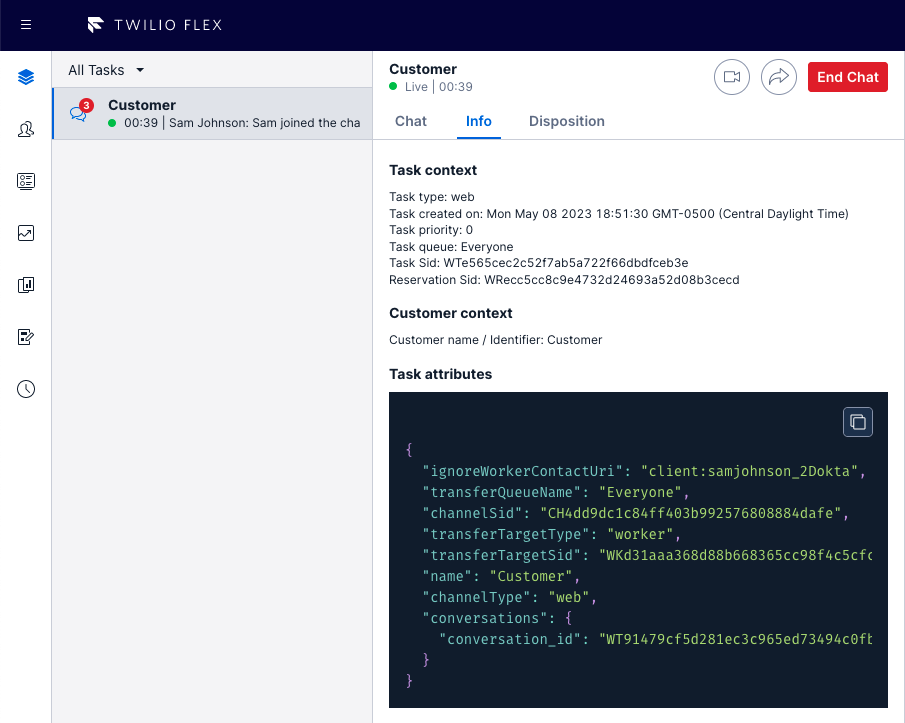 TWILIO FLEX
All Tasks
3
Customer
00:39 | Sam Johnson: Sam joined the cha
Customer
Live | 00:39
End Chat
Chat Info Disposition
Task context
Task type: web
Task created on: Mon May 08 2023 18:51:30 GMT-0500 (Central Daylight Time)
Task priority: 0
Task queue: Everyone
Task Sid: WTe565cec2c52f7ab5a722f66dbdfceb3e
Reservation Sid: WRecc5cc8c9e4732d24693a52d08b3cecd
Customer context
Customer name / Identifier: Customer
Task attributes
{
"ignoreWorkerContactUri": "client:samjohnson_2Dokta",
"transferQueueName": "Everyone",
"channelSid": "CH4dd9dc1c84ff403b992576808884dafe",
"transferTargetType": "worker",
"transferTargetSid": "WKd31aaa368d88b668365cc98f4c5cfc
"name": "Customer",
"channelType": "web",
"conversations": {
"conversation_id": "WT91479cf5d281ec3c965ed73494c0fb
}
}